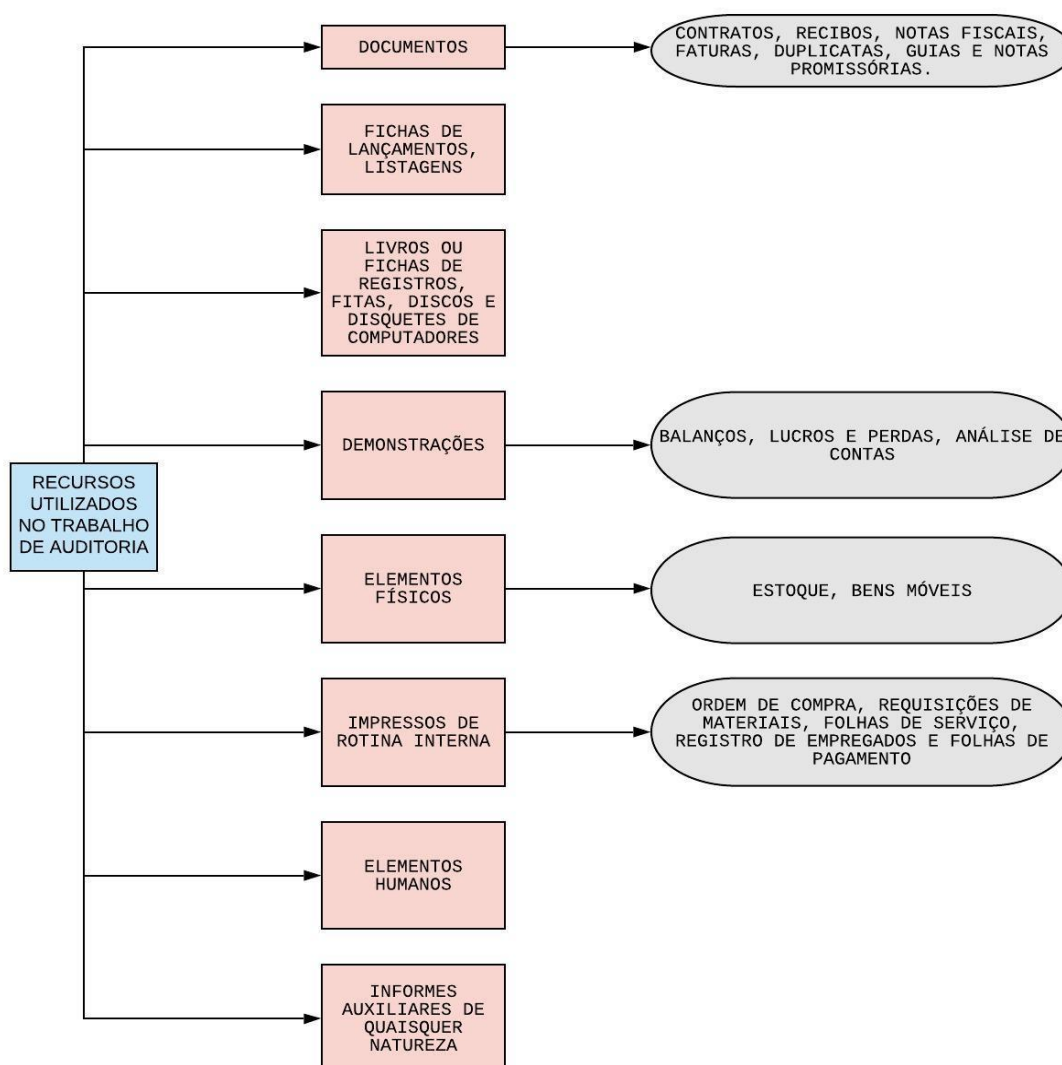 DOCUMENTOS
CONTRATOS, RECIBOS, NOTAS FISCAIS,
FATURAS, DUPLICATAS, GUIAS E NOTAS
PROMISSÓRIAS.
FICHAS DE
LANÇAMENTOS,
LISTAGENS
LIVROS OU
FICHAS DE
REGISTROS,
FITAS, DISCOS E
DISQUETES DE
COMPUTADORES
DEMONSTRAÇÕES
BALANÇOS, LUCROS E PERDAS, ANÁLISE DE
CONTAS
RECURSOS
UTILIZADOS
NO TRABALHO
DE AUDITORIA
ELEMENTOS
FÍSICOS
ESTOQUE, BENS MÓVEIS
IMPRESSOS DE
ROTINA INTERNA
ORDEM DE COMPRA, REQUISIÇÕES DE
MATERIAIS, FOLHAS DE SERVIÇO,
REGISTRO DE EMPREGADOS E FOLHAS DE
PAGAMENTO
ELEMENTOS
HUMANOS
INFORMES
AUXILIARES DE
QUAISQUER
NATUREZA